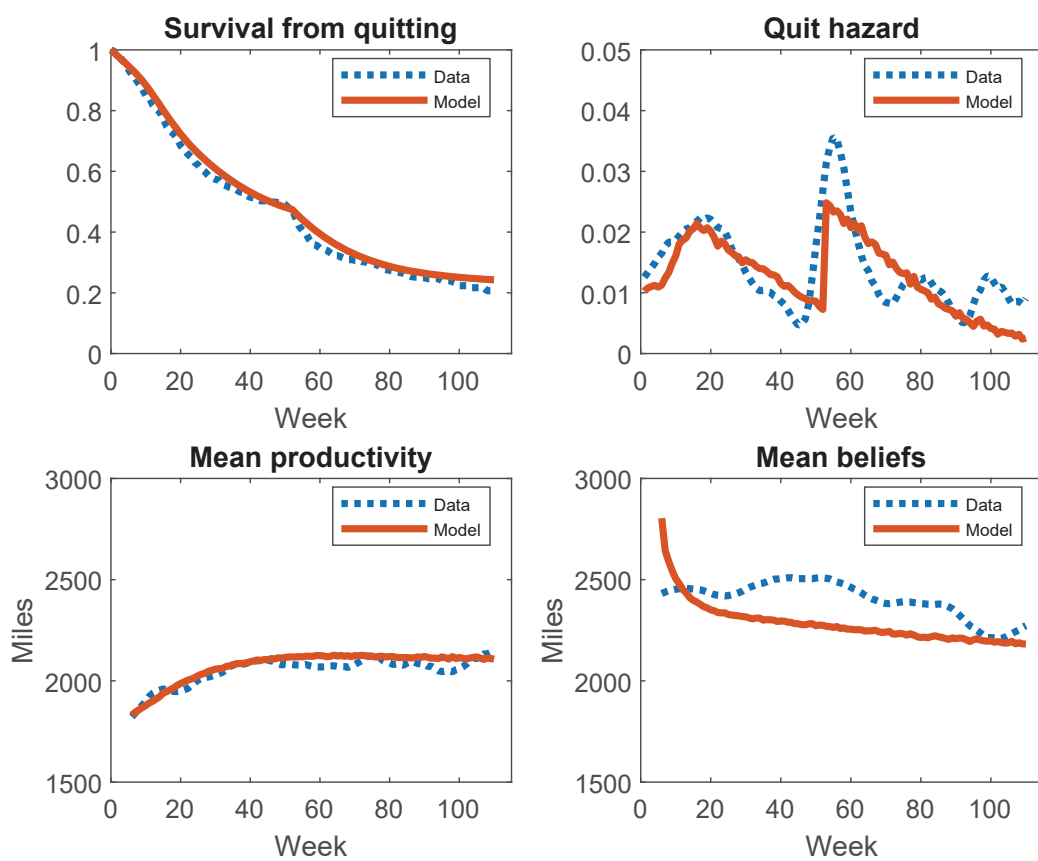 Survival from quitting
1
0.8
0.6
0.4
0.2
0
0 20 40 60 80 100
Week
Data
Model
Quit hazard
0.05
0.04
0.03
0.02
0.01
0
0 20 40 60 80 100
Week
Data
Model
Mean productivity
3000
2500
2000
1500
Miles
0 20 40 60 80 100
Week
Data
Model
Mean beliefs
3000
2500
2000
1500
Miles
0 20 40 60 80 100
Week
Data
Model